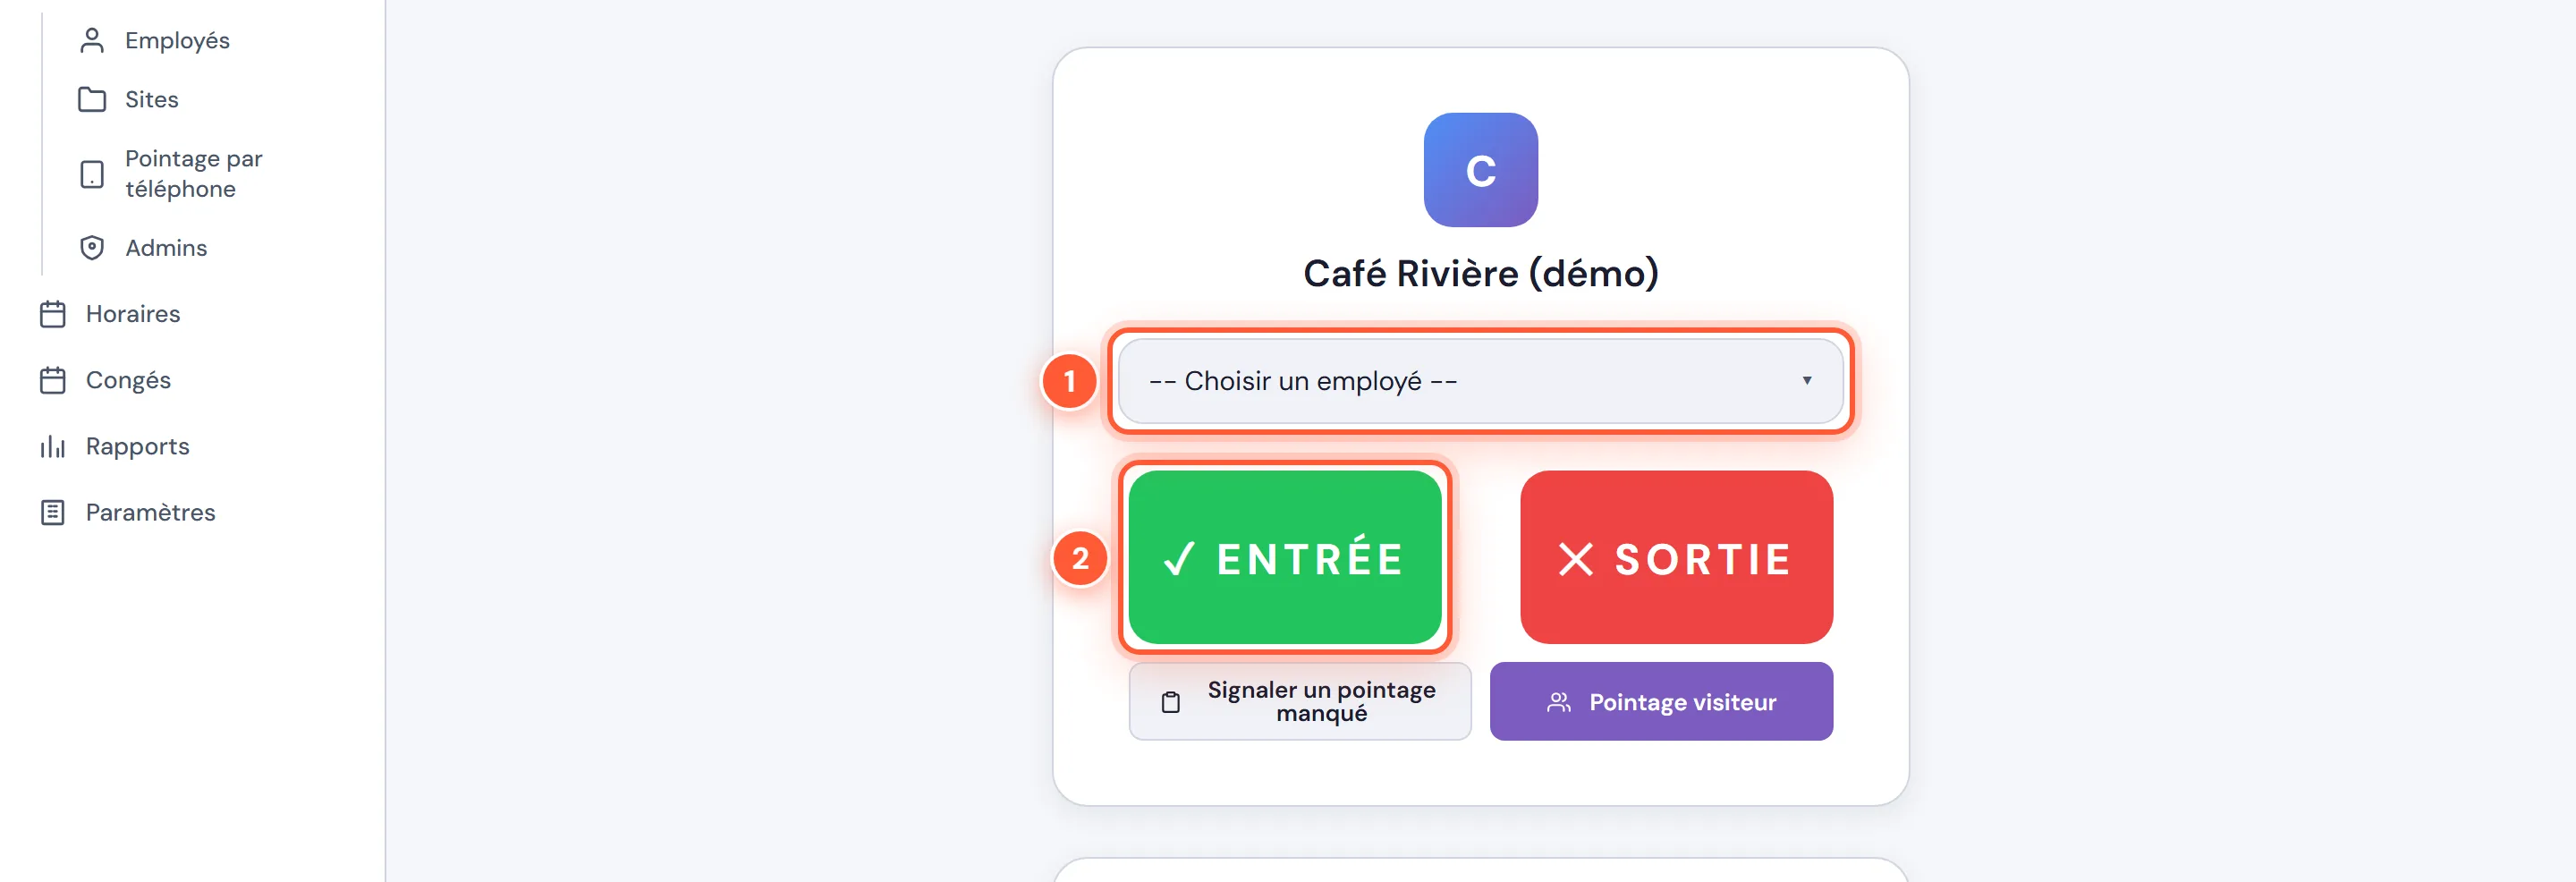 Employés
Sites
Pointage par
téléphone
Admins
Horaires
Congés
Rapports
Paramètres
C
Café Rivière (démo)
1
-- Choisir un employé --
2
ENTRÉE
SORTIE
Signaler un pointage
manqué
Pointage visiteur